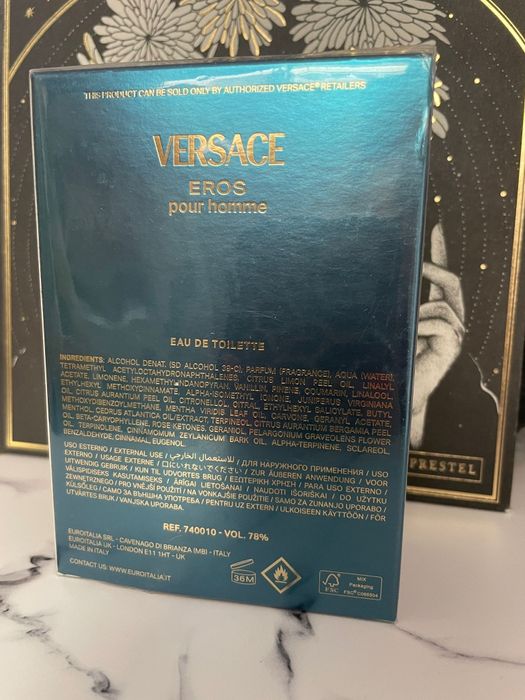 THIS PRODUCT CAN BE SOLD ONLY BY AUTHORIZED VERSACE® RETAILERS
VERSACE
EROS
pour homme
EAU DE TOILETTE
INGREDIENTS: ALCOHOL DENAT. (SD ALCOHOL 39-C), PARFUM (FRAGRANCE), AQUA (WATER),
TETRAMETHYL ACETYLOCTAHYDRONAPHTHALENES, CITRUS LIMON PEEL OIL, LINALYL
ACETATE, LIMONENE, HEXAMETHYLINDANOPYRAN, VANILLIN, PINENE, COUMARIN, LINALOOL,
ETHYLHEXYL METHOXYCINNAMATE, ALPHA-ISOMETHYL IONONE, JUNIPERUS VIRGINIANA
OIL, CITRUS AURANTIUM PEEL OIL, CITRONELLOL, CITRAL, ETHYLHEXYL SALICYLATE, BUTYL
METHOXYDIBENZOYLMETHANE, MENTHA VIRIDIS LEAF OIL, CARVONE, GERANYL ACETATE,
MENTHOL, CEDRUS ATLANTICA OIL/EXTRACT, TERPINEOL, CITRUS AURANTIUM BERGAMIA PEEL
OIL, BETA-CARYOPHYLLENE, ROSE KETONES, GERANIOL, PELARGONIUM GRAVEOLENS FLOWER
OIL, TERPINOLENE, CINNAMOMUM ZEYLANICUM BARK OIL, ALPHA-TERPINENE, SCLAREOL,
BENZALDEHYDE, CINNAMAL, EUGENOL
USO ESTERNO / EXTERNAL USE / للاستعمال الخارجي / ДЛЯ НАРУЖНОГО ПРИМЕНЕНИЯ / USO
EXTERNO / USAGE EXTERNE / 口にいれないでください / ZUR ÄUßEREN ANWENDUNG / VOOR
UITWENDIG GEBRUIK / KUN TIL UDVORTES BRUG / ΕΞΩΤΕΡΙΚΗ ΧΡΗΣΗ / PARA USO EXTERNO /
VÄLISPIDISEKS KASUTAMISEKS / ĀRĪGAI LIETOŠANAI / NAUDOTI IŠORIŠKAI / DO UŻYTKU
ZEWNĘTRZNEGO / PRO VNĚJŠÍ POUŽITÍ / NA VONKAJŠIE POUŽITIE / SAMO ZA ZUNANJO UPORABO /
KÜLSŐLEG / САМО ЗА ВЪНШНА УПОТРЕБА / PENTRU UZ EXTERN / ULKOISEEN KÄYTTÖÖN / FÖR
UTVÄRTES BRUK / VANJSKA UPORABA.
REF. 740010 - VOL. 78%
EUROITALIA SRL - CAVENAGO DI BRIANZA (MB) - ITALY
EUROITALIA UK - LONDON E11 1HT - UK
MADE IN ITALY
CONTACT US: WWW.EUROITALIA.IT
36M
FSC
MIX
Packaging
FSC® C066504
PRESTEL